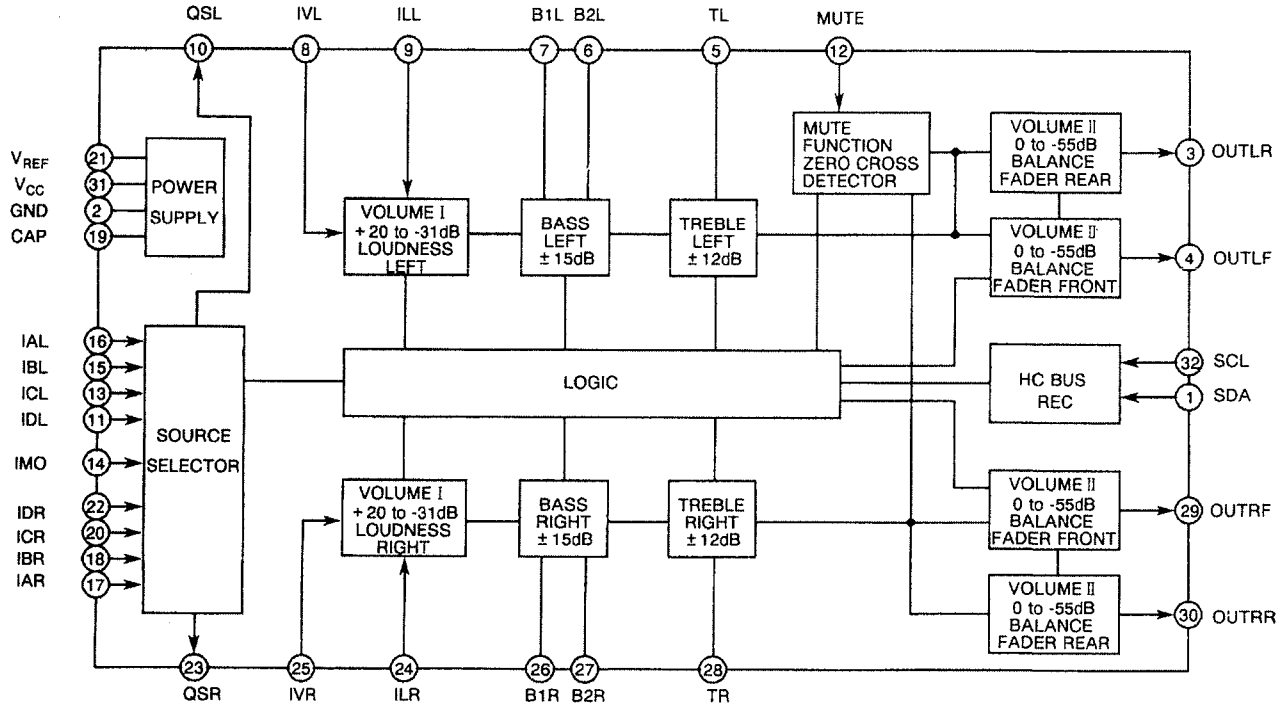 QSL IVL ILL B1L B2L TL MUTE
10 8 9 7 6 5 12
MUTE
FUNCTION
ZERO CROSS
DETECTOR
VOLUME II
0 to -55dB
BALANCE
FADER REAR
3 OUTLR
VREF 21
VCC 31
GND 2
CAP 19
POWER
SUPPLY
VOLUME I
+ 20 to -31dB
LOUDNESS
LEFT
BASS
LEFT
± 15dB
TREBLE
LEFT
± 12dB
VOLUME II
0 to -55dB
BALANCE
FADER FRONT
4 OUTLF
IAL 16
IBL 15
ICL 13
IDL 11
IMO 14
IDR 22
ICR 20
IBR 18
IAR 17
SOURCE
SELECTOR
LOGIC
HC BUS
REC
32 SCL
1 SDA
VOLUME I
+ 20 to -31dB
LOUDNESS
RIGHT
BASS
RIGHT
± 15dB
TREBLE
RIGHT
± 12dB
VOLUME II
0 to -55dB
BALANCE
FADER FRONT
29 OUTRF
VOLUME II
0 to -55dB
BALANCE
FADER REAR
30 OUTRR
23 25 24 26 27 28
QSR IVR ILR B1R B2R TR